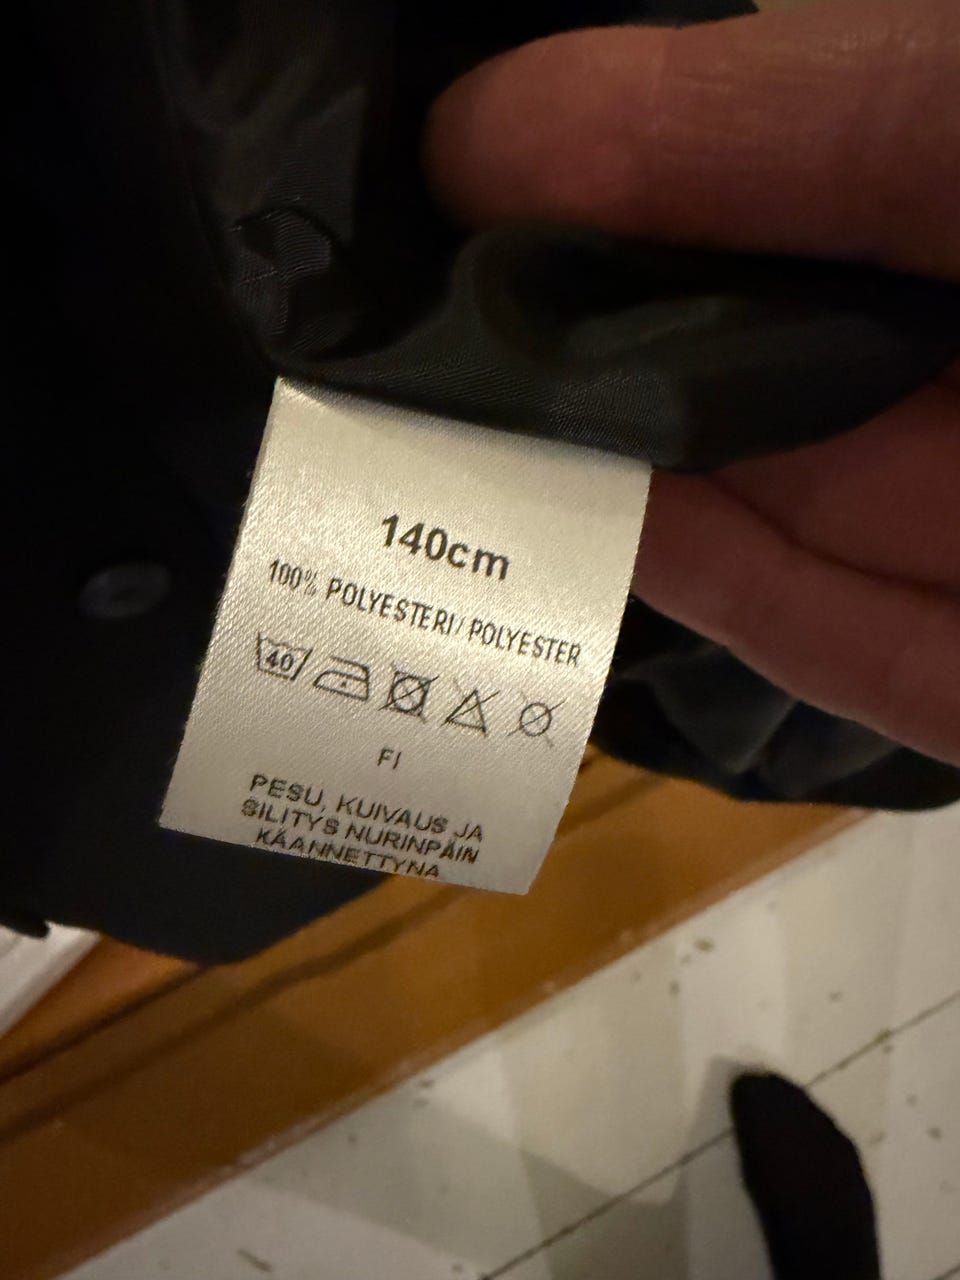 140cm
100% POLYESTERI/POLYESTER
40
FI
PESU, KUIVAUS JA
SILITYS NURINPÄIN
KÄÄNNETTYNÄ